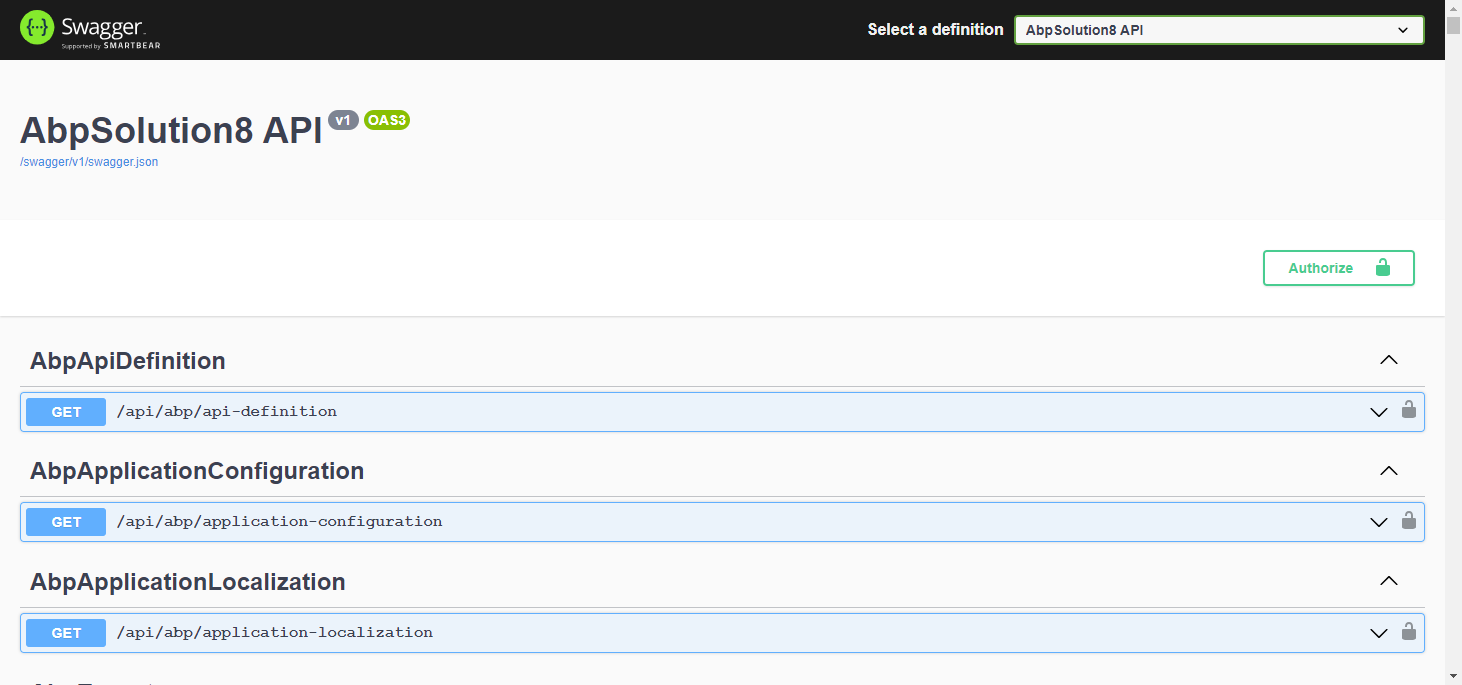 Swagger
Supported by SMARTBEAR
Select a definition
AbpSolution8 API
AbpSolution8 API v1 OAS3
/swagger/v1/swagger.json
Authorize
AbpApiDefinition
GET /api/abp/api-definition
AbpApplicationConfiguration
GET /api/abp/application-configuration
AbpApplicationLocalization
GET /api/abp/application-localization